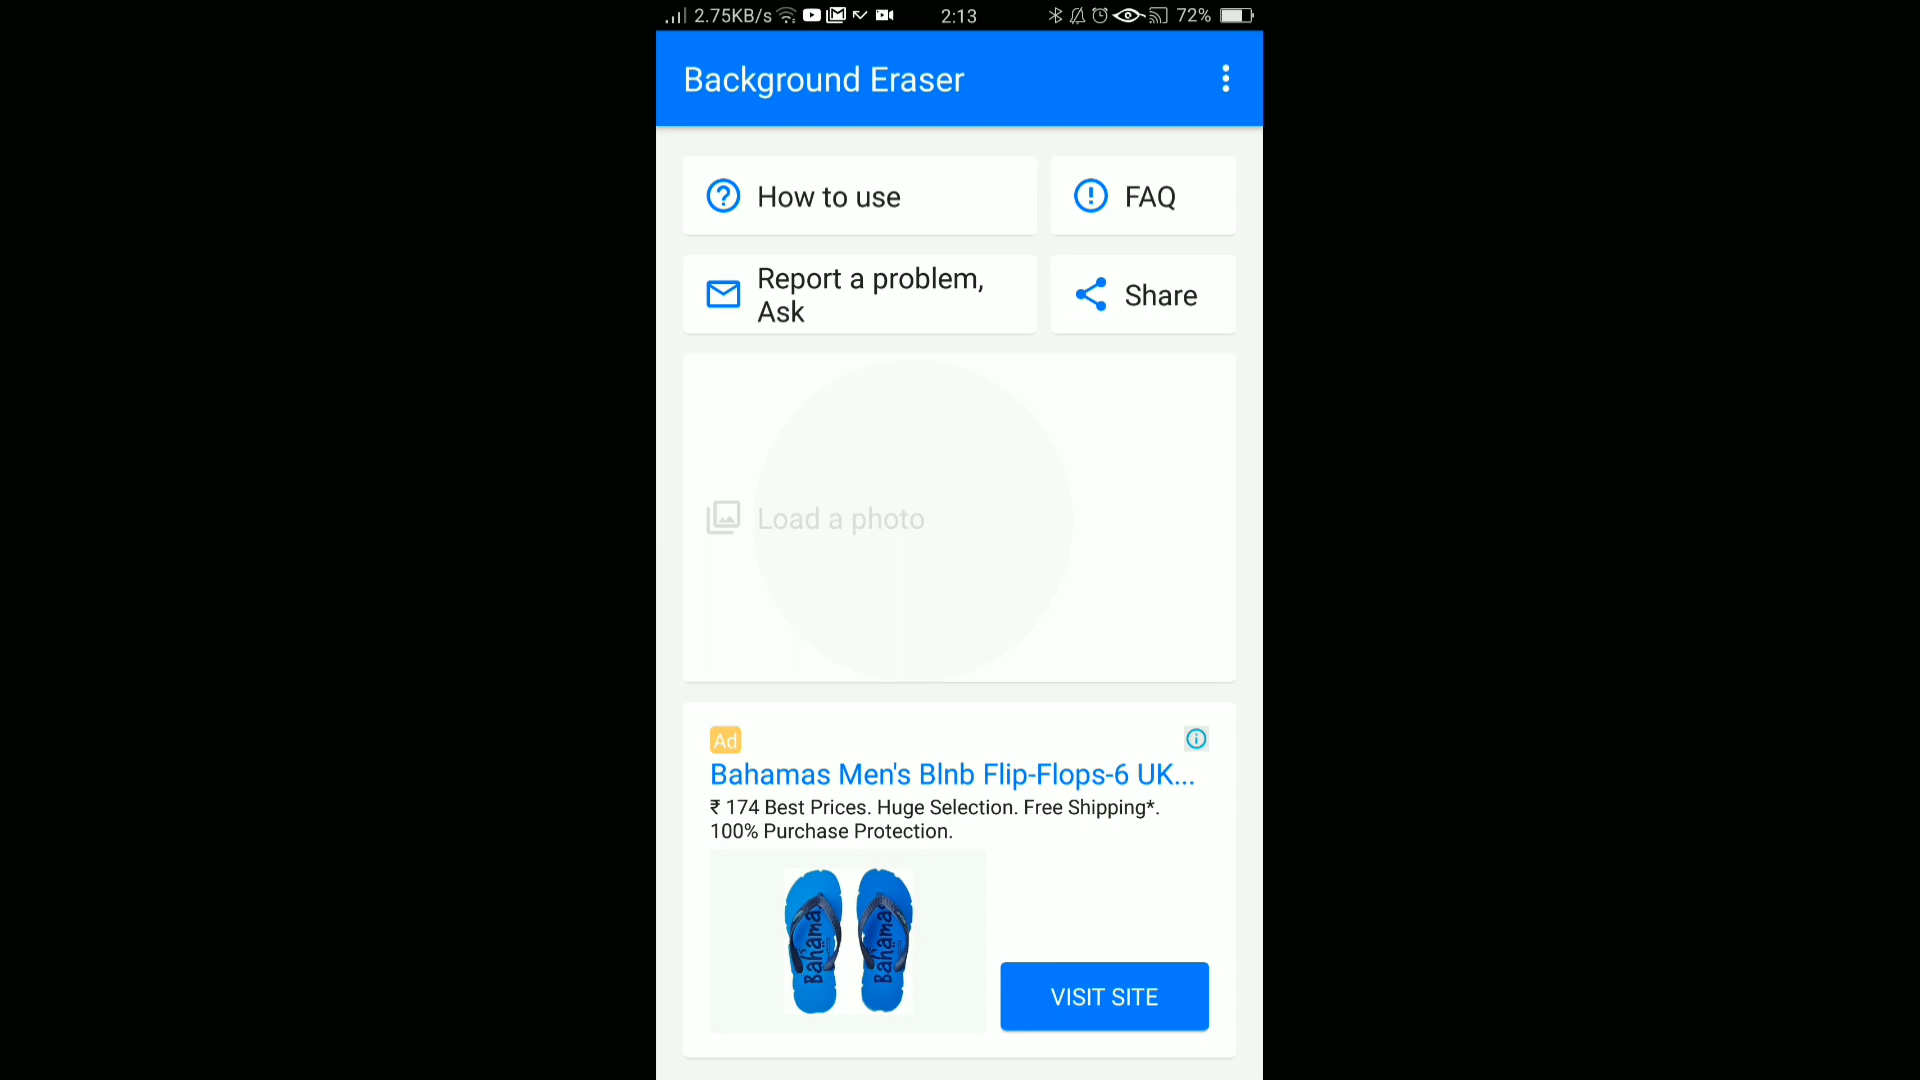 2.75KB/s 2:13 72%
Background Eraser
How to use
FAQ
Report a problem,
Ask
Share
Load a photo
Ad
Bahamas Men's Blnb Flip-Flops-6 UK...
₹ 174 Best Prices. Huge Selection. Free Shipping*.
100% Purchase Protection.
Bahama Bahama
VISIT SITE